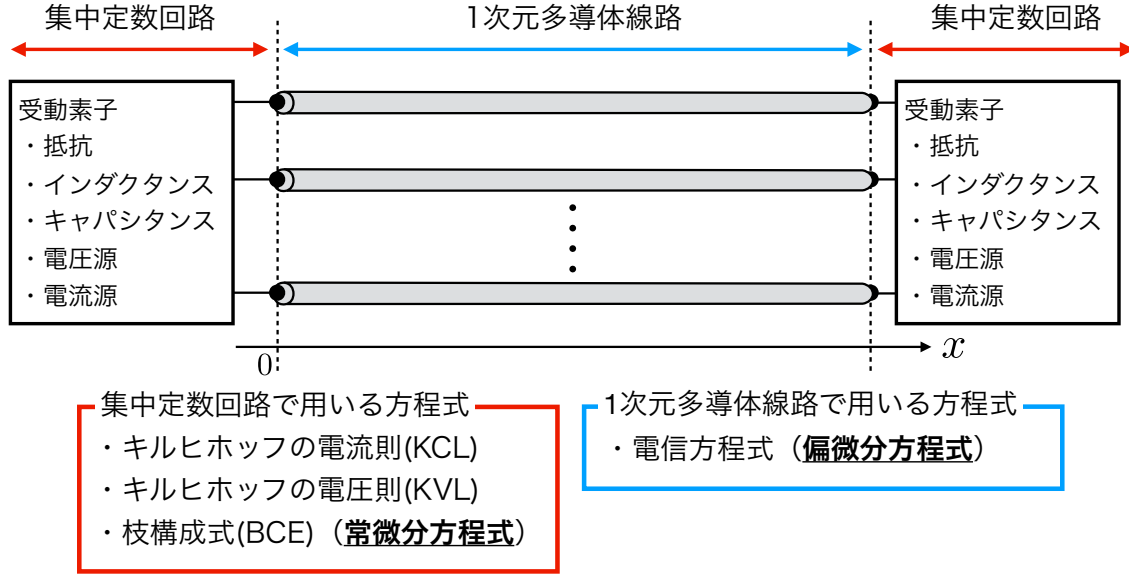 集中定数回路
1次元多導体線路
集中定数回路
受動素子
・抵抗
・インダクタンス
・キャパシタンス
・電圧源
・電流源
受動素子
・抵抗
・インダクタンス
・キャパシタンス
・電圧源
・電流源
0
x
集中定数回路で用いる方程式
・キルヒホッフの電流則(KCL)
・キルヒホッフの電圧則(KVL)
・枝構成式(BCE)（常微分方程式）
1次元多導体線路で用いる方程式
・電信方程式（偏微分方程式）